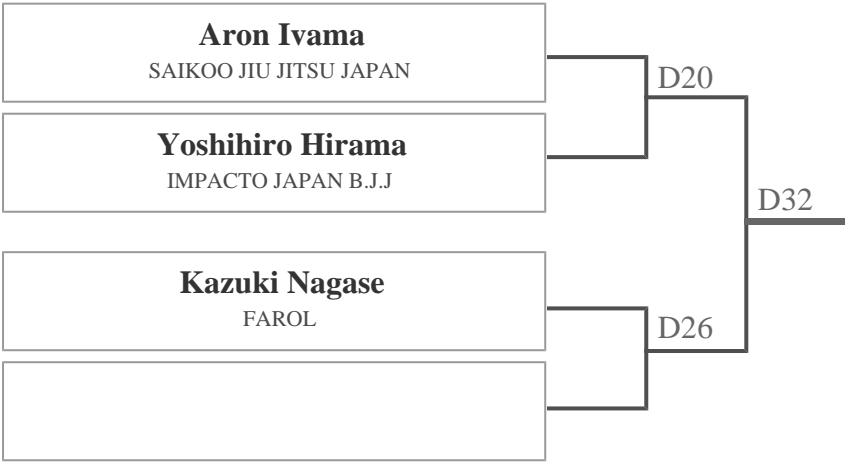 Aron Ivama
SAIKOO JIU JITSU JAPAN
D20
Yoshihiro Hirama
IMPACTO JAPAN B.J.J
D32
Kazuki Nagase
FAROL
D26